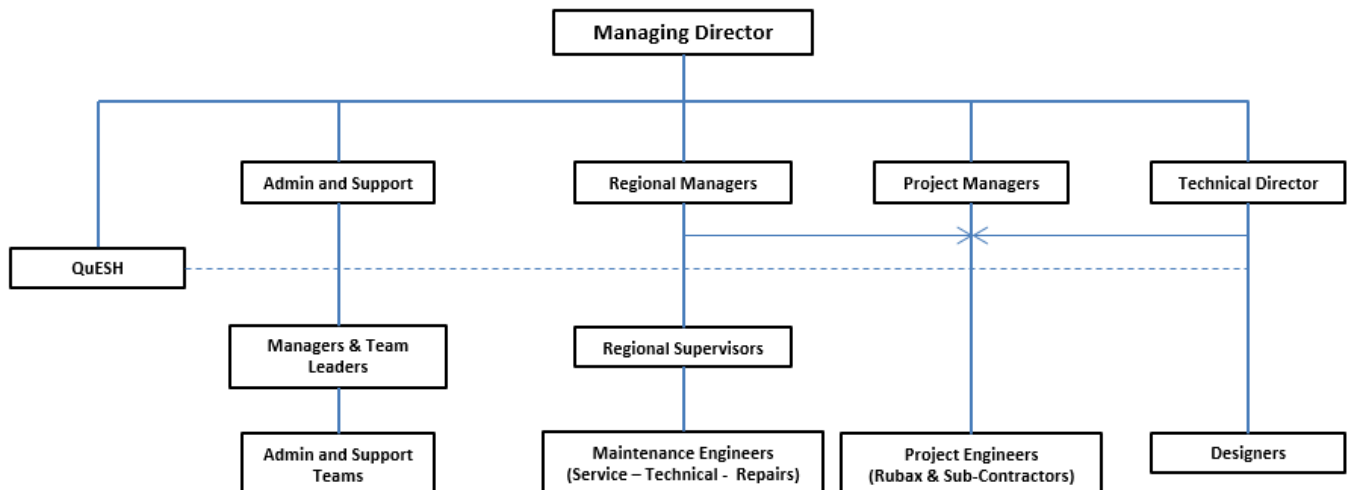 Managing Director
Admin and Support
Regional Managers
Project Managers
Technical Director
QuESH
Managers & Team
Leaders
Regional Supervisors
Admin and Support
Teams
Maintenance Engineers
(Service – Technical - Repairs)
Project Engineers
(Rubax & Sub-Contractors)
Designers